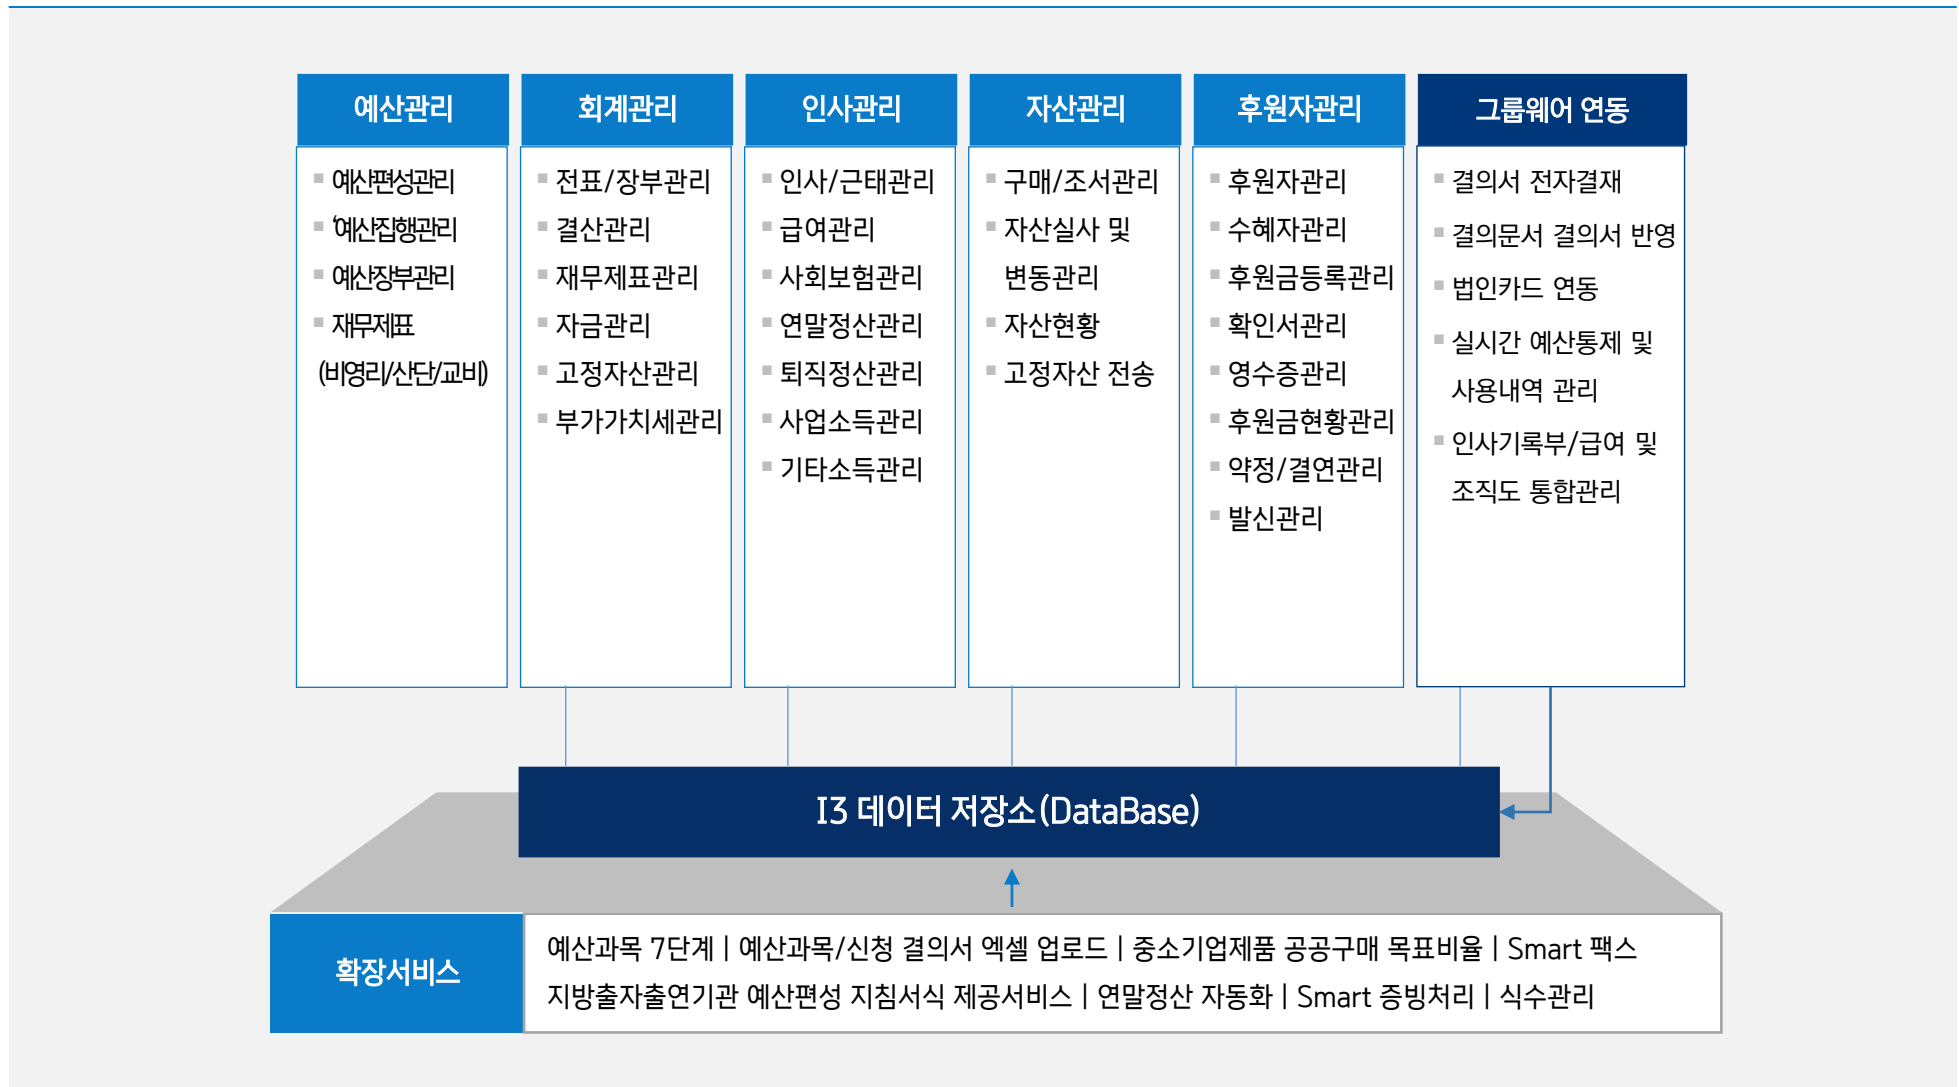 예산관리
예산편성관리
‘예산집행관리
예산장부관리
재무제표
(비영리/산단/교비)
회계관리
전표/장부관리
결산관리
재무제표관리
자금관리
고정자산관리
부가가치세관리
인사관리
인사/근태관리
급여관리
사회보험관리
연말정산관리
퇴직정산관리
사업소득관리
기타소득관리
자산관리
구매/조서관리
자산실사 및
변동관리
자산현황
고정자산 전송
후원자관리
후원자관리
수혜자관리
후원금등록관리
확인서관리
영수증관리
후원금현황관리
약정/결연관리
발신관리
그룹웨어 연동
결의서 전자결재
결의문서 결의서 반영
법인카드 연동
실시간 예산통제 및
사용내역 관리
인사기록부/급여 및
조직도 통합관리
I3 데이터 저장소(DataBase)
확장서비스
예산과목 7단계 | 예산과목/신청 결의서 엑셀 업로드 | 중소기업제품 공공구매 목표비율 | Smart 팩스
지방출자출연기관 예산편성 지침서식 제공서비스 | 연말정산 자동화 | Smart 증빙처리 | 식수관리